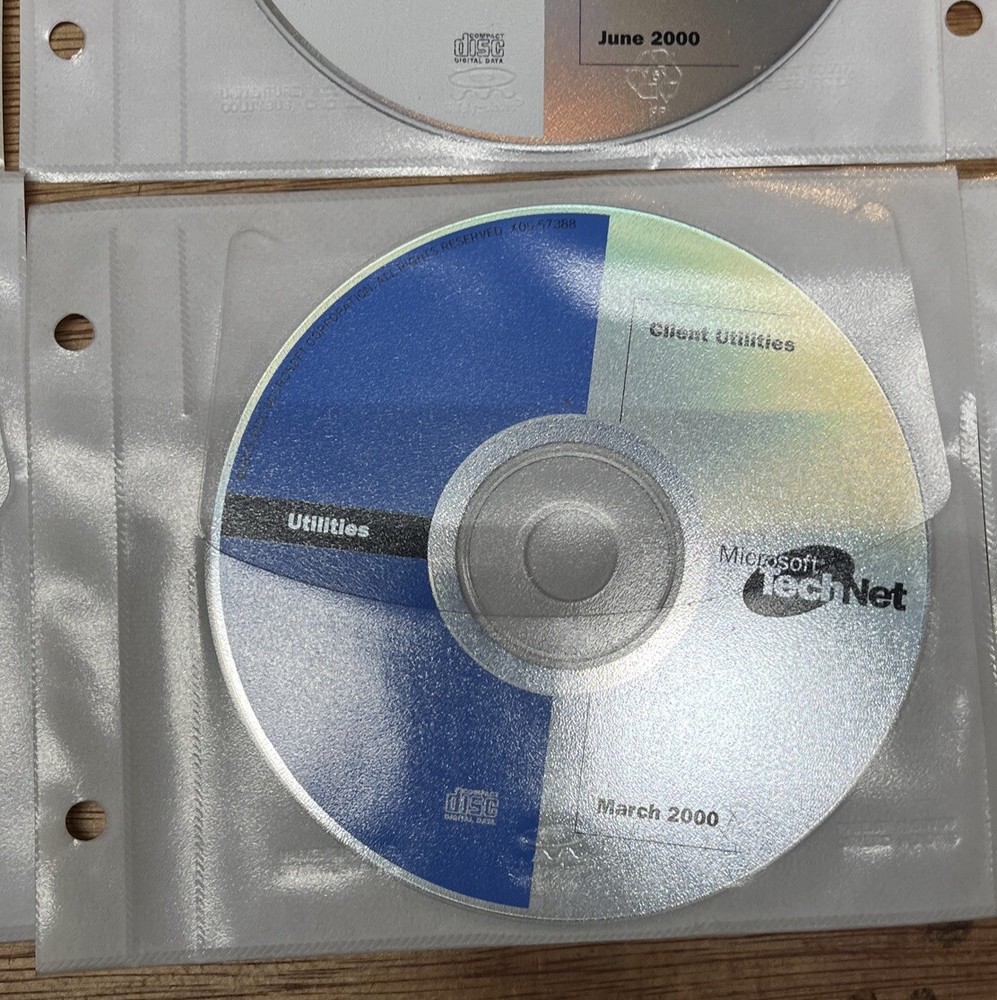 COMPACT
disc
DIGITAL DATA
June 2000
CORPORATION. ALL RIGHTS RESERVED. X05-57388
Client Utilities
Utilities
Microsoft
TechNet
COMPACT
disc
DIGITAL DATA
March 2000